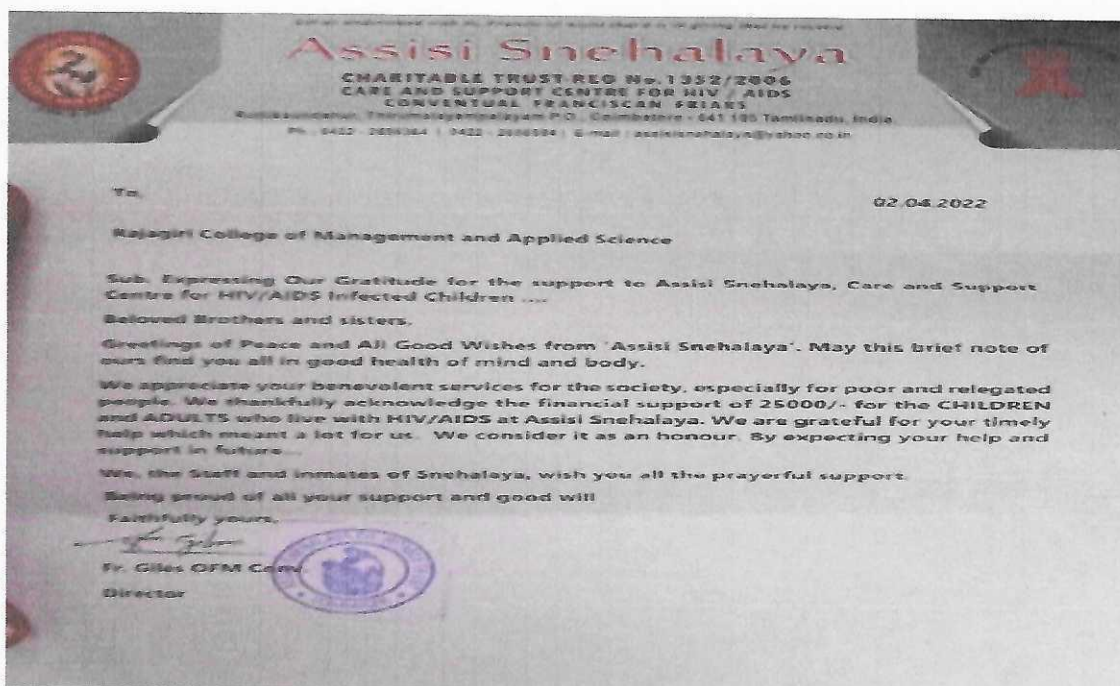 Assisi Snehalaya
CHARITABLE TRUST REG No.1352/2006
CARE AND SUPPORT CENTRE FOR HIV / AIDS
CONVENTUAL FRANCISCAN FRIARS
P.O., Coimbatore - 641 105 Tamilnadu, India.
E-mail : assisisnehalaya@yahoo.co.in
To,
02.04.2022
Rajagiri College of Management and Applied Science
Sub. Expressing Our Gratitude for the support to Assisi Snehalaya, Care and Support
Centre for HIV/AIDS Infected Children ....
Beloved Brothers and sisters,
Greetings of Peace and All Good Wishes from 'Assisi Snehalaya'. May this brief note of
ours find you all in good health of mind and body.
We appreciate your benevolent services for the society, especially for poor and relegated
people. We thankfully acknowledge the financial support of 25000/- for the CHILDREN
and ADULTS who live with HIV/AIDS at Assisi Snehalaya. We are grateful for your timely
help which meant a lot for us. We consider it as an honour. By expecting your help and
support in future...
We, the Staff and inmates of Snehalaya, wish you all the prayerful support.
Being proud of all your support and good will
Faithfully yours,
Fr. Giles OFM Conv
Director